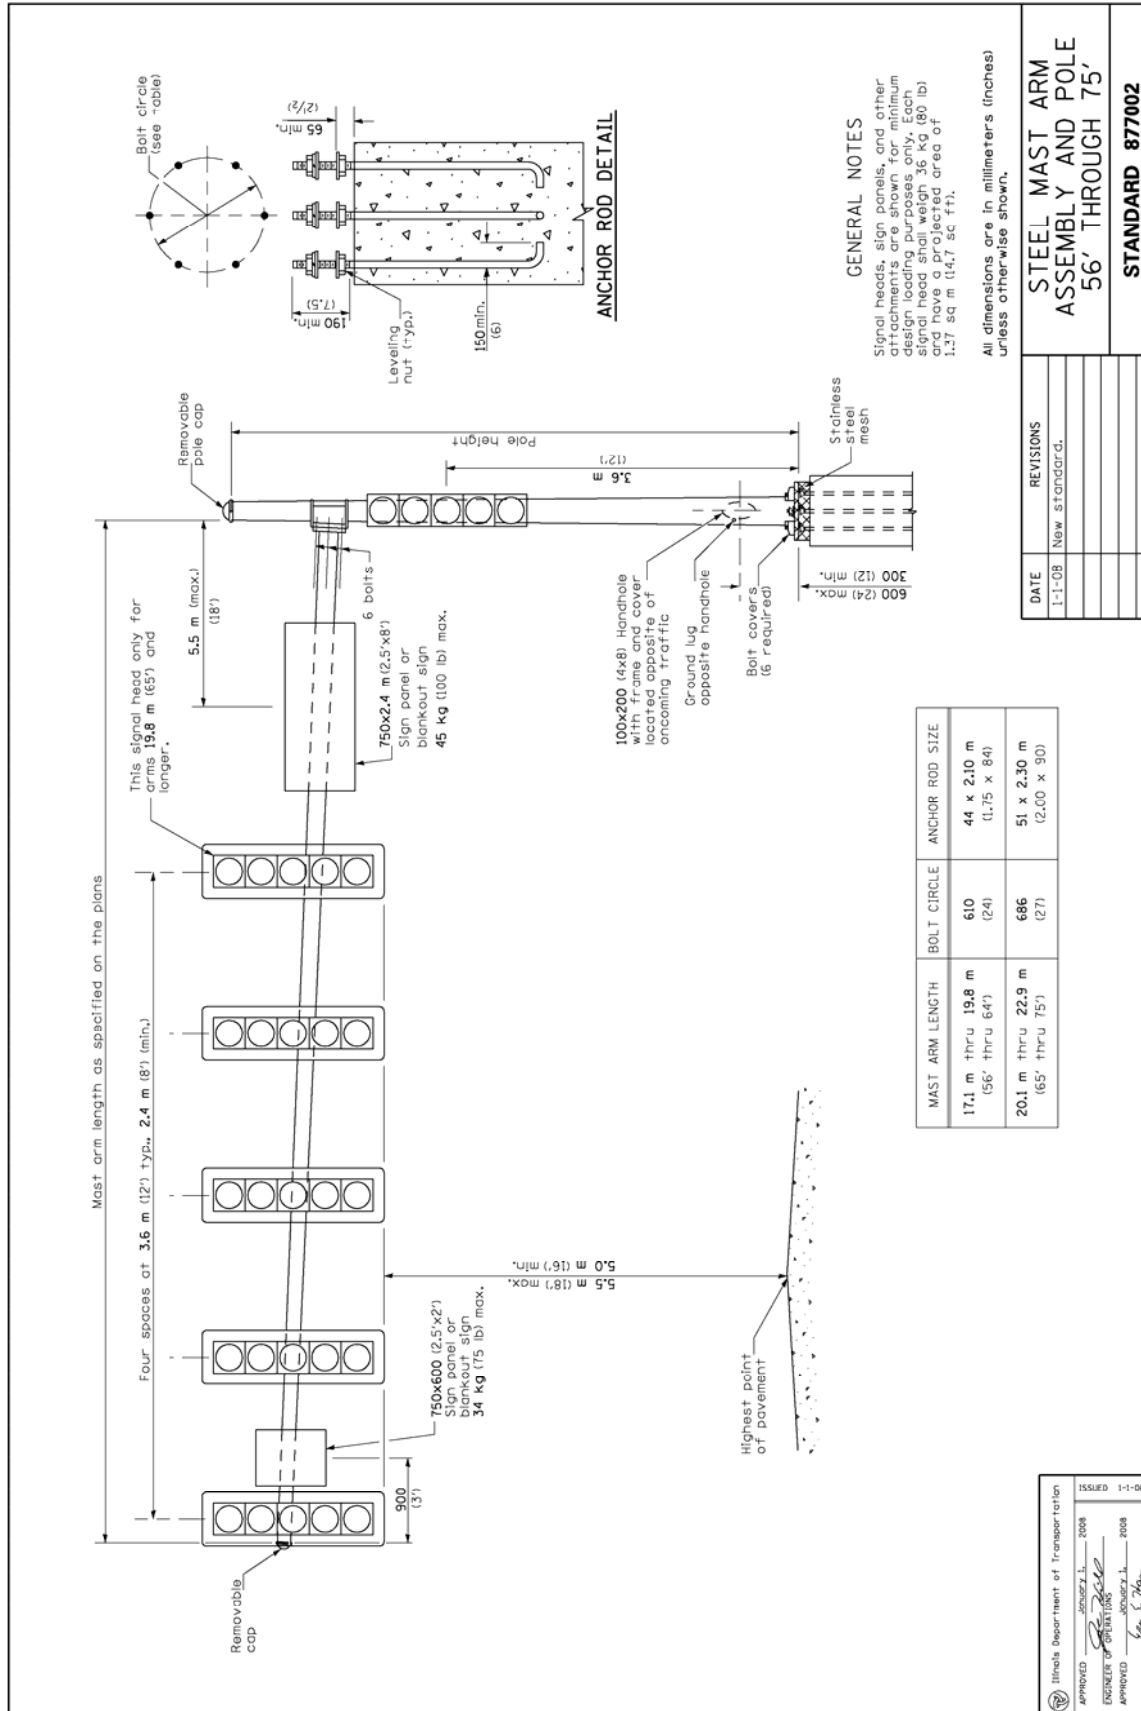 Mast arm length as specified on the plans
Four spaces at 3.6 m (12') typ., 2.4 m (8') (min.)
This signal head only for
arms 19.8 m (65') and
longer.
5.5 m (max.)
(18')
Removable
pole cap
Removable
cap
900
(3')
750x600 (2.5'x2')
Sign panel or
blankout sign
34 kg (75 lb) max.
750x2.4 m (2.5'x8')
Sign panel or
blankout sign
45 kg (100 lb) max.
6 bolts
5.5 m (18') max.
5.0 m (16') min.
Highest point
of pavement
Pole height
3.6 m
(12')
100x200 (4x8) Handhole
with frame and cover
located opposite of
oncoming traffic
Ground lug
opposite handhole
Bolt covers
(6 required)
600 (24) max.
300 (12) min.
Stainless
steel
mesh
Bolt circle
(see table)
65 min.
(2 1/2)
190 min.
(7.5)
Leveling
nut (typ.)
150 min.
(6)
ANCHOR ROD DETAIL
MAST ARM LENGTH BOLT CIRCLE ANCHOR ROD SIZE
17.1 m thru 19.8 m 610 44 x 2.10 m
(56' thru 64') (24) (1.75 x 84)
20.1 m thru 22.9 m 686 51 x 2.30 m
(65' thru 75') (27) (2.00 x 90)
GENERAL NOTES
Signal heads, sign panels, and other
attachments are shown for minimum
design loading purposes only. Each
signal head shall weigh 36 kg (80 lb)
and have a projected area of
1.37 sq m (14.7 sq ft).
All dimensions are in millimeters (inches)
unless otherwise shown.
Illinois Department of Transportation
APPROVED January 1, 2008
ENGINEER OF OPERATIONS
APPROVED January 1, 2008
ISSUED
DATE REVISIONS
1-1-08 New standard.
STEEL MAST ARM
ASSEMBLY AND POLE
56' THROUGH 75'
STANDARD 877002